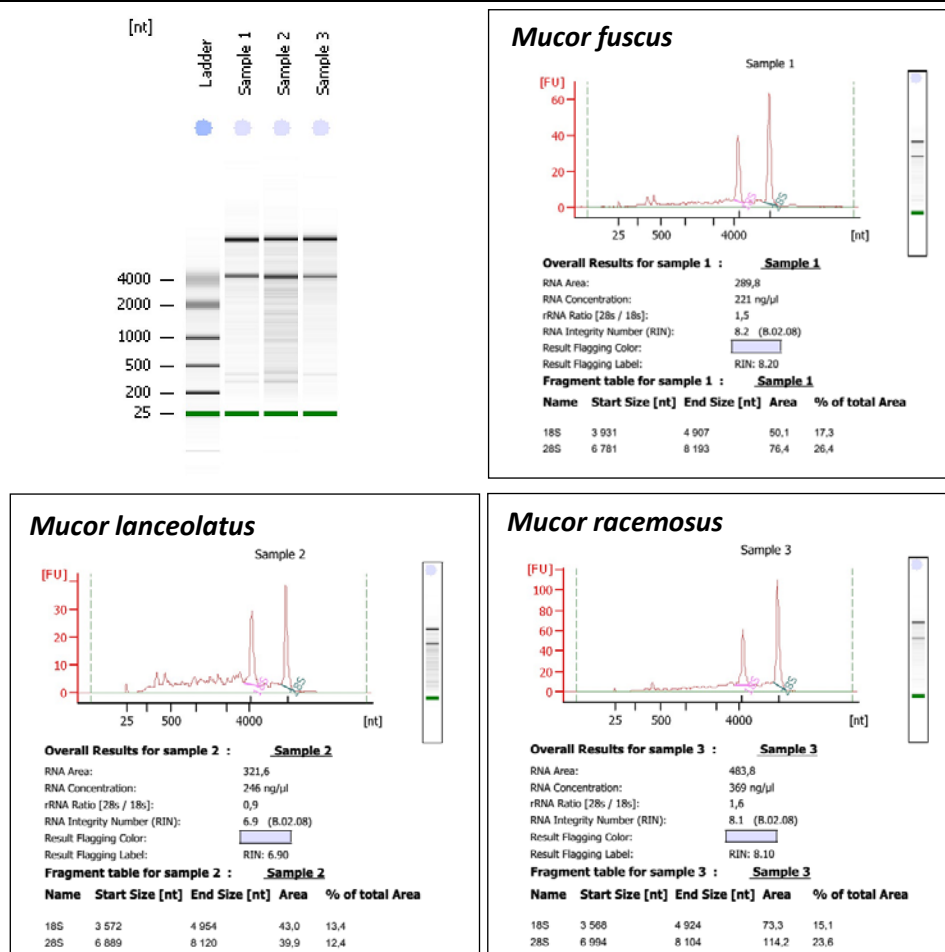 [nt]
Ladder
Sample 1
Sample 2
Sample 3
4000
2000
1000
500
200
25
Mucor fuscus
Sample 1
[FU]
60
40
20
0
18S
28S
25 500 4000 [nt]
Overall Results for sample 1 : Sample 1
RNA Area: 289,8
RNA Concentration: 221 ng/µl
rRNA Ratio [28s / 18s]: 1,5
RNA Integrity Number (RIN): 8.2 (B.02.08)
Result Flagging Color:
Result Flagging Label: RIN: 8.20
Fragment table for sample 1 : Sample 1
Name Start Size [nt] End Size [nt] Area % of total Area
18S 3 931 4 907 50,1 17,3
28S 6 781 8 193 76,4 26,4
Mucor lanceolatus
Sample 2
[FU]
30
20
10
0
18S
28S
25 500 4000 [nt]
Overall Results for sample 2 : Sample 2
RNA Area: 321,6
RNA Concentration: 246 ng/µl
rRNA Ratio [28s / 18s]: 0,9
RNA Integrity Number (RIN): 6.9 (B.02.08)
Result Flagging Color:
Result Flagging Label: RIN: 6.90
Fragment table for sample 2 : Sample 2
Name Start Size [nt] End Size [nt] Area % of total Area
18S 3 572 4 954 43,0 13,4
28S 6 889 8 120 39,9 12,4
Mucor racemosus
Sample 3
[FU]
100
80
60
40
20
0
18S
28S
25 500 4000 [nt]
Overall Results for sample 3 : Sample 3
RNA Area: 483,8
RNA Concentration: 369 ng/µl
rRNA Ratio [28s / 18s]: 1,6
RNA Integrity Number (RIN): 8.1 (B.02.08)
Result Flagging Color:
Result Flagging Label: RIN: 8.10
Fragment table for sample 3 : Sample 3
Name Start Size [nt] End Size [nt] Area % of total Area
18S 3 568 4 924 73,3 15,1
28S 6 994 8 104 114,2 23,6